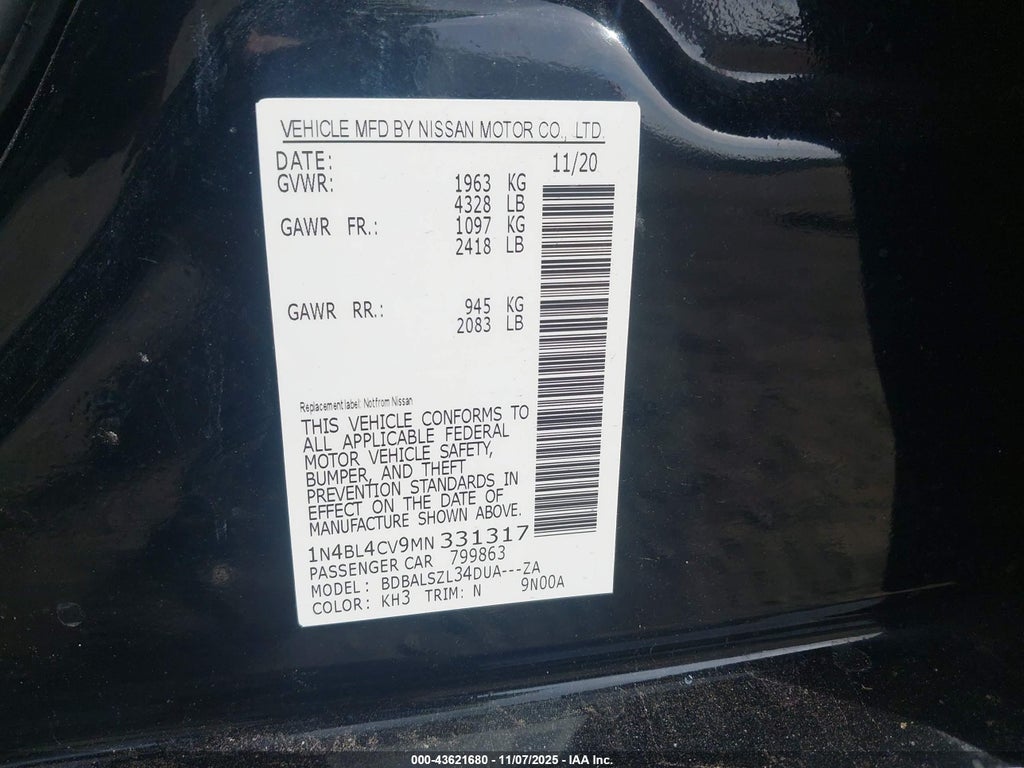 VEHICLE MFD BY NISSAN MOTOR CO., LTD.
DATE: 11/20
GVWR: 1963 KG
4328 LB
GAWR FR.: 1097 KG
2418 LB
GAWR RR.: 945 KG
2083 LB
Replacement label: Not from Nissan
THIS VEHICLE CONFORMS TO
ALL APPLICABLE FEDERAL
MOTOR VEHICLE SAFETY,
BUMPER, AND THEFT
PREVENTION STANDARDS IN
EFFECT ON THE DATE OF
MANUFACTURE SHOWN ABOVE.
1N4BL4CV9MN 331317
PASSENGER CAR 799863
MODEL: BDBALSZL34DUA---ZA
COLOR: KH3 TRIM: N 9N00A
000-43621680 - 11/07/2025 - IAA Inc.